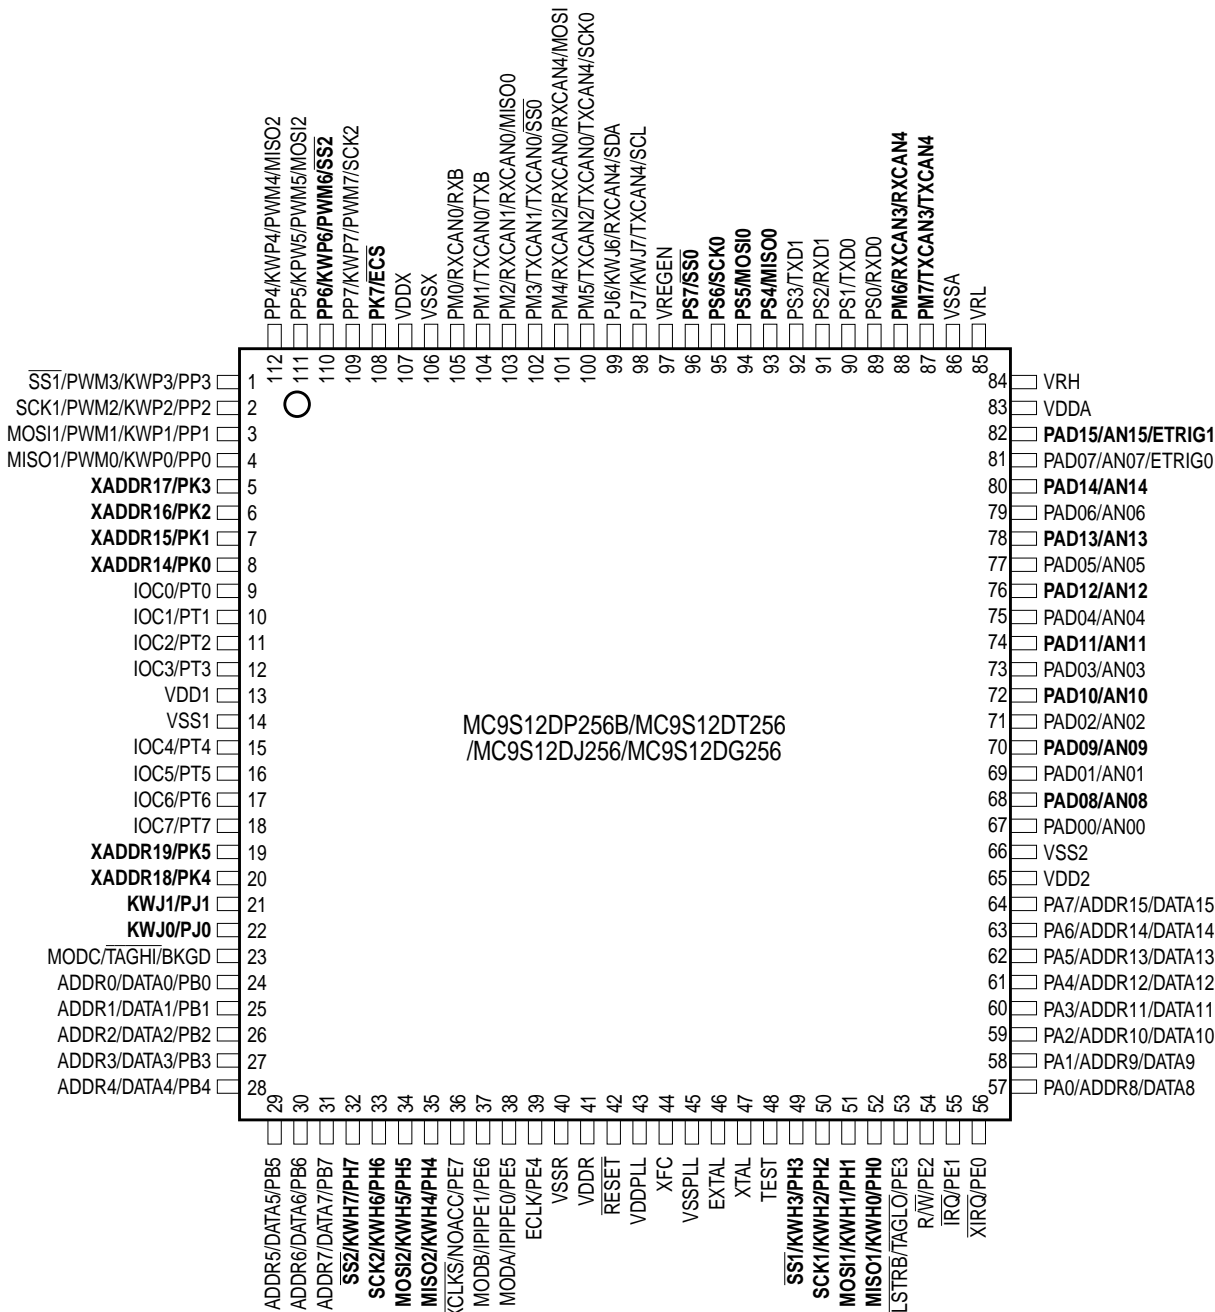 PP4/KWP4/PWM4/MISO2
PP5/KPW5/PWM5/MOSI2
PP6/KWP6/PWM6/SS2
PP7/KWP7/PWM7/SCK2
PK7/ECS
VDDX
VSSX
PM0/RXCAN0/RXB
PM1/TXCAN0/TXB
PM2/RXCAN1/RXCAN0/MISO0
PM3/TXCAN1/TXCAN0/SS0
PM4/RXCAN2/RXCAN0/RXCAN4/MOSI
PM5/TXCAN2/TXCAN0/TXCAN4/SCK0
PJ6/KWJ6/RXCAN4/SDA
PJ7/KWJ7/TXCAN4/SCL
VREGEN
PS7/SS0
PS6/SCK0
PS5/MOSI0
PS4/MISO0
PS3/TXD1
PS2/RXD1
PS1/TXD0
PS0/RXD0
PM6/RXCAN3/RXCAN4
PM7/TXCAN3/TXCAN4
VSSA
VRL
112
111
110
109
108
107
106
105
104
103
102
101
100
99
98
97
96
95
94
93
92
91
90
89
88
87
86
85
SS1/PWM3/KWP3/PP3 1
SCK1/PWM2/KWP2/PP2 2
MOSI1/PWM1/KWP1/PP1 3
MISO1/PWM0/KWP0/PP0 4
XADDR17/PK3 5
XADDR16/PK2 6
XADDR15/PK1 7
XADDR14/PK0 8
IOC0/PT0 9
IOC1/PT1 10
IOC2/PT2 11
IOC3/PT3 12
VDD1 13
VSS1 14
IOC4/PT4 15
IOC5/PT5 16
IOC6/PT6 17
IOC7/PT7 18
XADDR19/PK5 19
XADDR18/PK4 20
KWJ1/PJ1 21
KWJ0/PJ0 22
MODC/TAGHI/BKGD 23
ADDR0/DATA0/PB0 24
ADDR1/DATA1/PB1 25
ADDR2/DATA2/PB2 26
ADDR3/DATA3/PB3 27
ADDR4/DATA4/PB4 28
MC9S12DP256B/MC9S12DT256
/MC9S12DJ256/MC9S12DG256
84 VRH
83 VDDA
82 PAD15/AN15/ETRIG1
81 PAD07/AN07/ETRIG0
80 PAD14/AN14
79 PAD06/AN06
78 PAD13/AN13
77 PAD05/AN05
76 PAD12/AN12
75 PAD04/AN04
74 PAD11/AN11
73 PAD03/AN03
72 PAD10/AN10
71 PAD02/AN02
70 PAD09/AN09
69 PAD01/AN01
68 PAD08/AN08
67 PAD00/AN00
66 VSS2
65 VDD2
64 PA7/ADDR15/DATA15
63 PA6/ADDR14/DATA14
62 PA5/ADDR13/DATA13
61 PA4/ADDR12/DATA12
60 PA3/ADDR11/DATA11
59 PA2/ADDR10/DATA10
58 PA1/ADDR9/DATA9
57 PA0/ADDR8/DATA8
29
30
31
32
33
34
35
36
37
38
39
40
41
42
43
44
45
46
47
48
49
50
51
52
53
54
55
56
ADDR5/DATA5/PB5
ADDR6/DATA6/PB6
ADDR7/DATA7/PB7
SS2/KWH7/PH7
SCK2/KWH6/PH6
MOSI2/KWH5/PH5
MISO2/KWH4/PH4
XCLKS/NOACC/PE7
MODB/IPIPE1/PE6
MODA/IPIPE0/PE5
ECLK/PE4
VSSR
VDDR
RESET
VDDPLL
XFC
VSSPLL
EXTAL
XTAL
TEST
SS1/KWH3/PH3
SCK1/KWH2/PH2
MOSI1/KWH1/PH1
MISO1/KWH0/PH0
LSTRB/TAGLO/PE3
R/W/PE2
IRQ/PE1
XIRQ/PE0